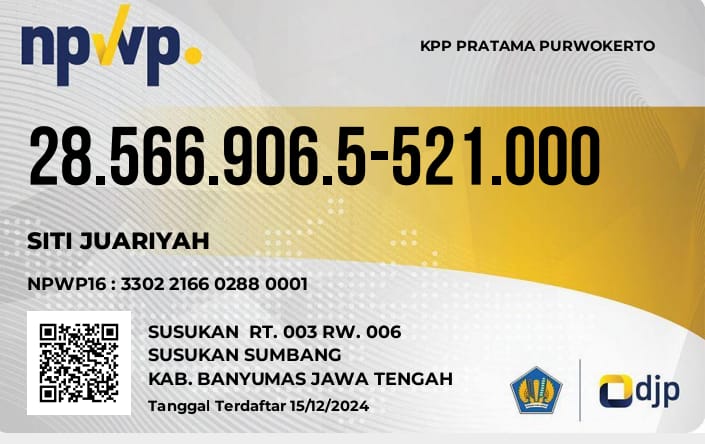 npwp.
KPP PRATAMA PURWOKERTO
28.566.906.5-521.000
SITI JUARIYAH
NPWP16 : 3302 2166 0288 0001
SUSUKAN RT. 003 RW. 006
SUSUKAN SUMBANG
KAB. BANYUMAS JAWA TENGAH
Tanggal Terdaftar 15/12/2024
djp